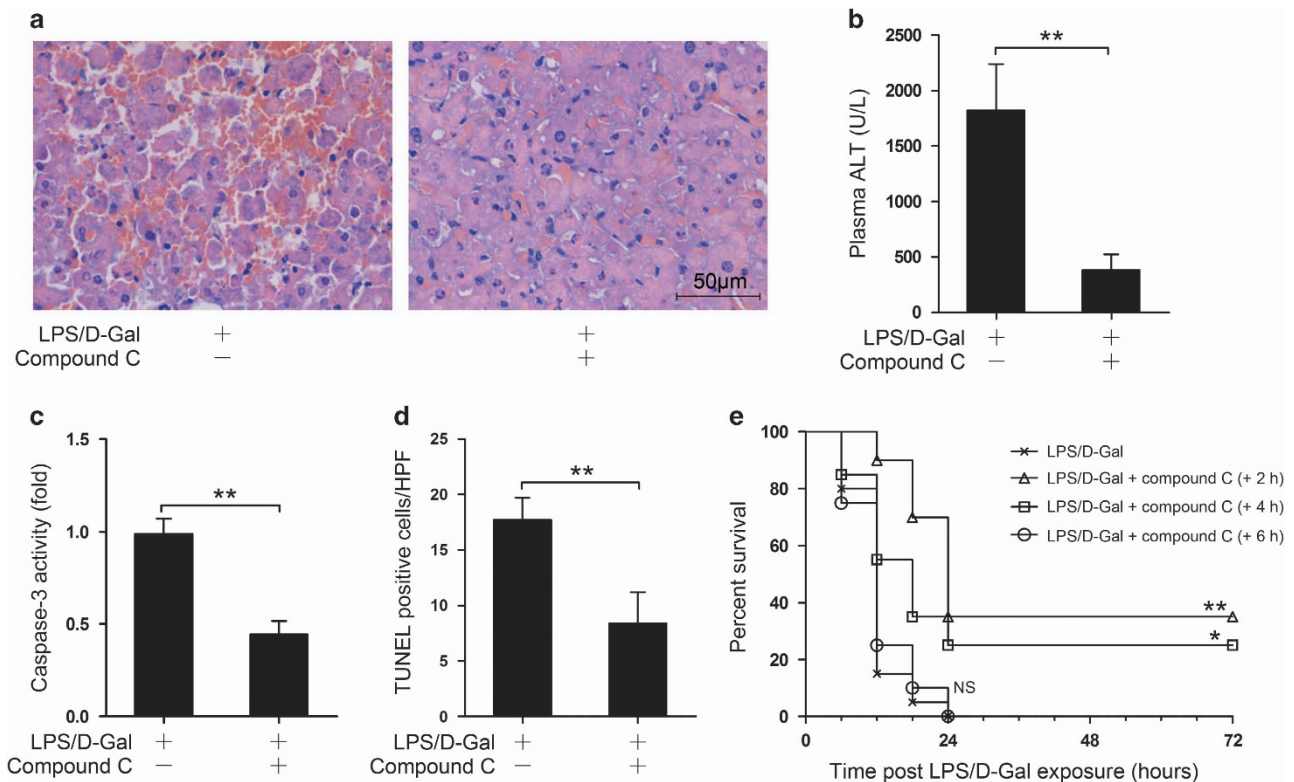 a
50μm
LPS/D-Gal + +
Compound C − +
b
2500
2000
1500
1000
500
0
Plasma ALT (U/L)
**
LPS/D-Gal + +
Compound C − +
c
1.5
1.0
0.5
0.0
Caspase-3 activity (fold)
**
LPS/D-Gal + +
Compound C − +
d
25
20
15
10
5
0
TUNEL positive cells/HPF
**
LPS/D-Gal + +
Compound C − +
e
100
80
60
40
20
0
Percent survival
LPS/D-Gal
LPS/D-Gal + compound C (+ 2 h)
LPS/D-Gal + compound C (+ 4 h)
LPS/D-Gal + compound C (+ 6 h)
**
*
NS
0 24 48 72
Time post LPS/D-Gal exposure (hours)